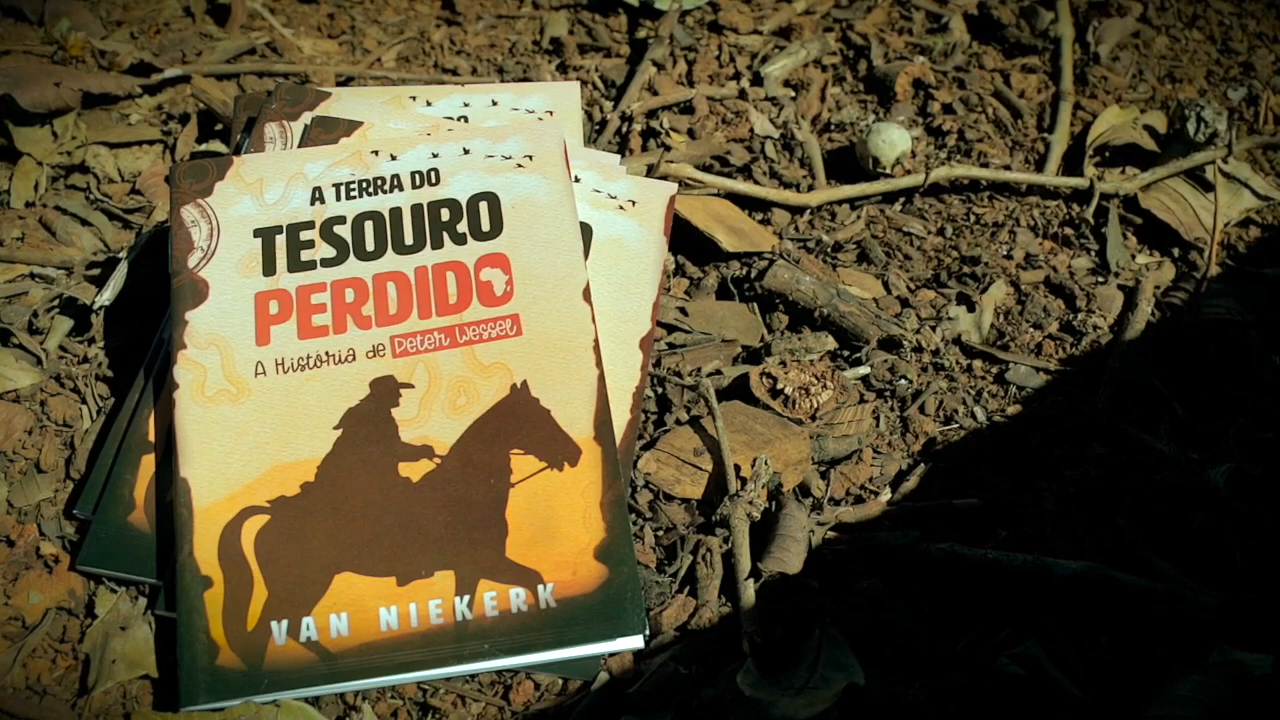 A TERRA DO
TESOURO
PERDIDO
A História de Peter Wessel
VAN NIEKERK